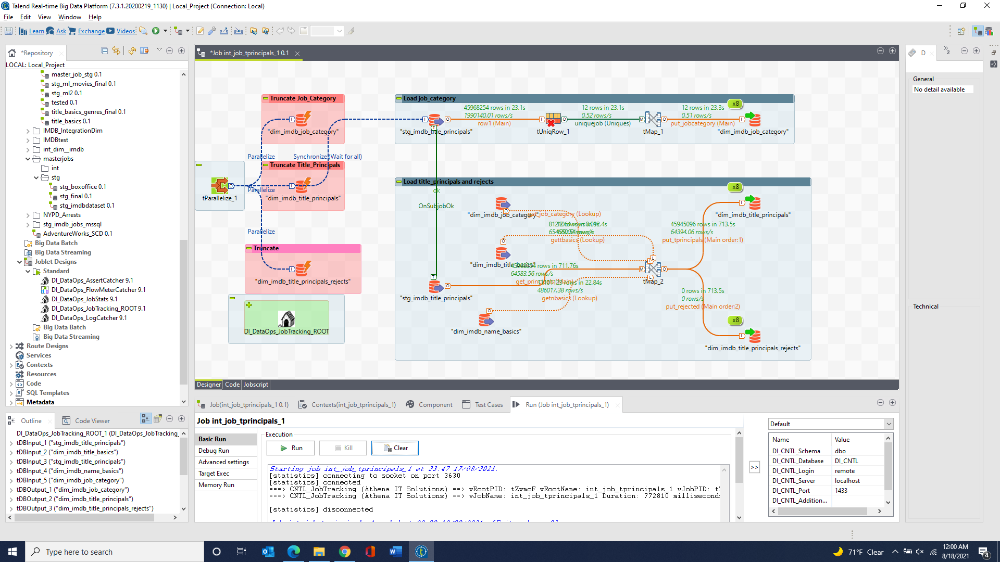 Talend Real-time Big Data Platform (7.3.1.20200219_1130) | Local_Project (Connection: Local)
File Edit View Window Help
Learn Ask Exchange Videos
*Repository
LOCAL: Local_Project
master_job_stg 0.1
stg_ml_movies_final 0.1
stg_ml2 0.1
tested 0.1
title_basics_genres_final 0.1
title_basics 0.1
IMDB_IntegrationDim
IMDBtest
int_dim__imdb
masterjobs
int
stg
stg_boxoffice 0.1
stg_final 0.1
stg_imdbdataset 0.1
NYPD_Arrests
stg_imdb_jobs_mssql
AdventureWorks_SCD 0.1
Big Data Batch
Big Data Streaming
Joblet Designs
Standard
DI_DataOps_AssertCatcher 9.1
DI_DataOps_FlowMeterCatcher 9.1
DI_DataOps_JobStats 9.1
DI_DataOps_JobTracking_ROOT 9.1
DI_DataOps_LogCatcher 9.1
Big Data Batch
Big Data Streaming
Route Designs
Services
Contexts
Resources
Code
SQL Templates
Metadata
Outline
Code Viewer
DI_DataOps_JobTracking_ROOT_1 (DI_DataOps_JobTracking_
tDBInput_1 ("stg_imdb_title_principals")
tDBInput_2 ("dim_imdb_title_basics")
tDBInput_3 ("stg_imdb_title_principals")
tDBInput_4 ("dim_imdb_name_basics")
tDBInput_5 ("dim_imdb_job_category")
tDBOutput_1 ("dim_imdb_job_category")
tDBOutput_2 ("dim_imdb_title_principals")
tDBOutput_3 ("dim_imdb_title_principals_rejects")
*Job int_job_tprincipals_1 0.1
Truncate Job_Category
"dim_imdb_job_category"
Parallelize
Synchronize (Wait for all)
Truncate Title_Principals
tParallelize_1
Parallelize
"dim_imdb_title_principals"
Parallelize
Truncate
"dim_imdb_title_principals_rejects"
DI_DataOps_JobTracking_ROOT
Load job_category
x8
45968254 rows in 23.1s
1990140.01 rows/s
row1 (Main)
12 rows in 23.1s
0.52 rows/s
uniquejob (Uniques)
12 rows in 23.3s
0.51 rows/s
put_jobcategory (Main)
"stg_imdb_title_principals"
tUniqRow_1
tMap_1
"dim_imdb_job_category"
Load title_principals and rejects
ok
OnSubjobOk
x8
"dim_imdb_job_category"
get_job_category (Lookup)
"dim_imdb_title_principals"
gettbasics (Lookup)
45945096 rows in 713.5s
64394.06 rows/s
put_tprincipals (Main order:1)
"dim_imdb_title_basics"
rows in 711.76s
64583.56 rows/s
get_principals (Main)
rows in 22.84s
486017.38 rows/s
getnbasics (Lookup)
tMap_2
"stg_imdb_title_principals"
"dim_imdb_name_basics"
0 rows in 713.5s
0 rows/s
put_rejected (Main order:2)
x8
"dim_imdb_title_principals_rejects"
Designer Code Jobscript
Job(int_job_tprincipals_1 0.1)
Contexts(int_job_tprincipals_1)
Component
Test Cases
Run (Job int_job_tprincipals_1)
Job int_job_tprincipals_1
Basic Run
Debug Run
Advanced settings
Target Exec
Memory Run
Execution
Run
Kill
Clear
Starting job int_job_tprincipals_1 at 23:47 17/08/2021.
[statistics] connecting to socket on port 3630
[statistics] connected
===> CNTL_JobTracking (Athena IT Solutions) ==> vRootPID: tZwmoF vRootName: int_job_tprincipals_1 vJobPID:
===> CNTL_JobTracking (Athena IT Solutions) ==> vJobName: int_job_tprincipals_1 Duration: 772810 milliseconds
[statistics] disconnected
>>
Default
Name Value
DI_CNTL_Schema dbo
DI_CNTL_Database DI_CNTL
DI_CNTL_Login remote
DI_CNTL_Server localhost
DI_CNTL_Port 1433
DI_CNTL_Addition...
D
2
General
No detail available
Technical
Type here to search
71°F Clear
12:00 AM
8/18/2021
4